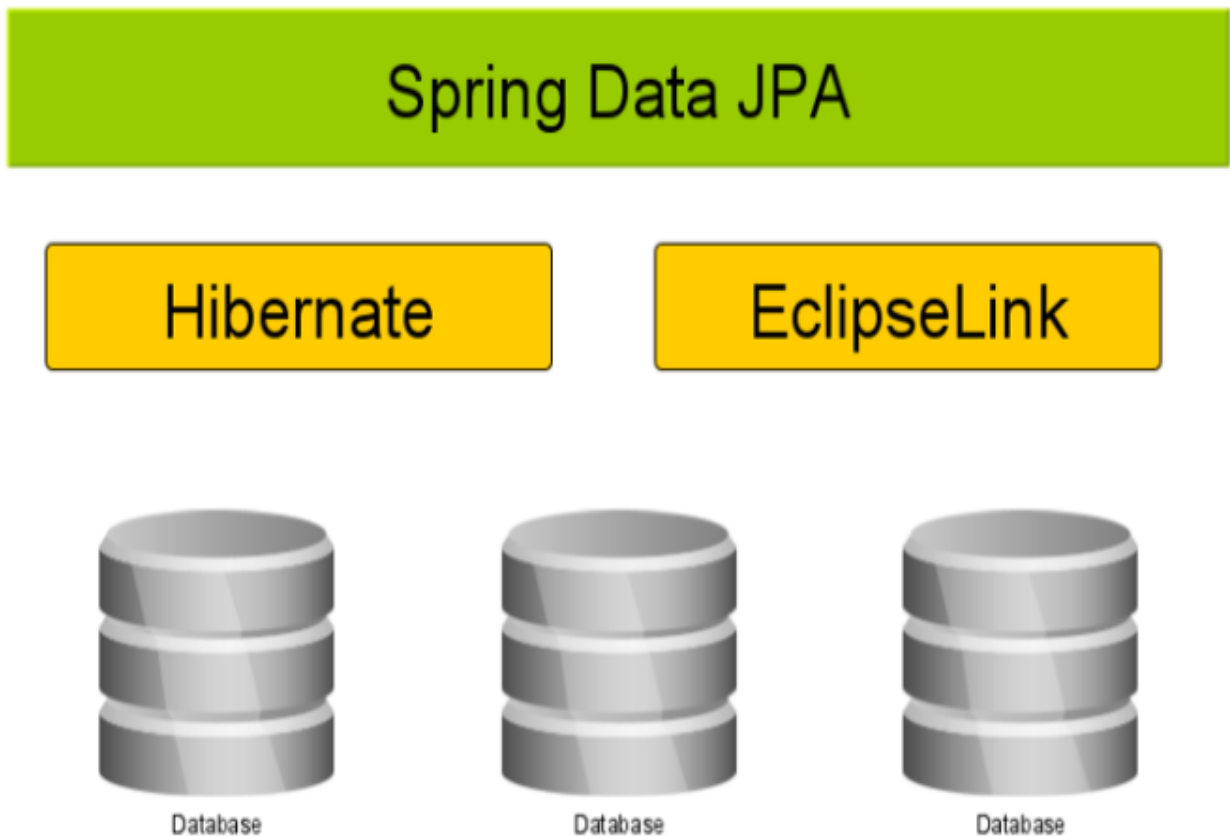 Spring Data JPA
Hibernate
EclipseLink
Database
Database
Database